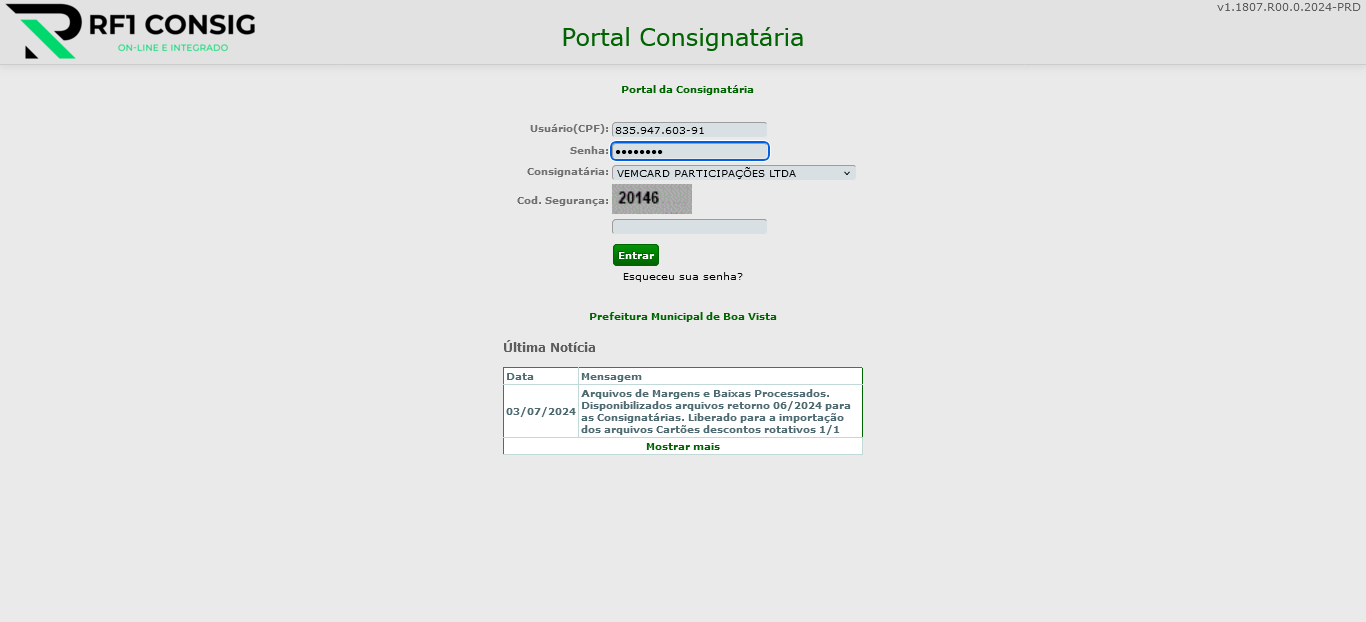 RF1 CONSIG
ON-LINE E INTEGRADO
v1.1807.R00.0.2024-PRD
Portal Consignatária
Portal da Consignatária
Usuário(CPF): 835.947.603-91
Senha: ••••••••
Consignatária: VEMCARD PARTICIPAÇÕES LTDA
Cod. Segurança: 20146
Entrar
Esqueceu sua senha?
Prefeitura Municipal de Boa Vista
Última Notícia
Data Mensagem
03/07/2024 Arquivos de Margens e Baixas Processados.
Disponibilizados arquivos retorno 06/2024 para
as Consignatárias. Liberado para a importação
dos arquivos Cartões descontos rotativos 1/1
Mostrar mais